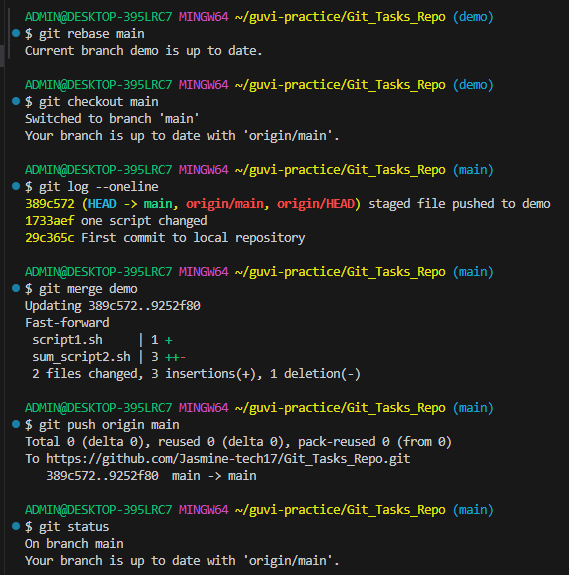 ADMIN@DESKTOP-395LRC7 MINGW64 ~/guvi-practice/Git_Tasks_Repo (demo)
$ git rebase main
Current branch demo is up to date.
ADMIN@DESKTOP-395LRC7 MINGW64 ~/guvi-practice/Git_Tasks_Repo (demo)
$ git checkout main
Switched to branch 'main'
Your branch is up to date with 'origin/main'.
ADMIN@DESKTOP-395LRC7 MINGW64 ~/guvi-practice/Git_Tasks_Repo (main)
$ git log --oneline
389c572 (HEAD -> main, origin/main, origin/HEAD) staged file pushed to demo
1733aef one script changed
29c365c First commit to local repository
ADMIN@DESKTOP-395LRC7 MINGW64 ~/guvi-practice/Git_Tasks_Repo (main)
$ git merge demo
Updating 389c572..9252f80
Fast-forward
 script1.sh     | 1 +
 sum_script2.sh | 3 ++-
 2 files changed, 3 insertions(+), 1 deletion(-)
ADMIN@DESKTOP-395LRC7 MINGW64 ~/guvi-practice/Git_Tasks_Repo (main)
$ git push origin main
Total 0 (delta 0), reused 0 (delta 0), pack-reused 0 (from 0)
To https://github.com/Jasmine-tech17/Git_Tasks_Repo.git
   389c572..9252f80  main -> main
ADMIN@DESKTOP-395LRC7 MINGW64 ~/guvi-practice/Git_Tasks_Repo (main)
$ git status
On branch main
Your branch is up to date with 'origin/main'.